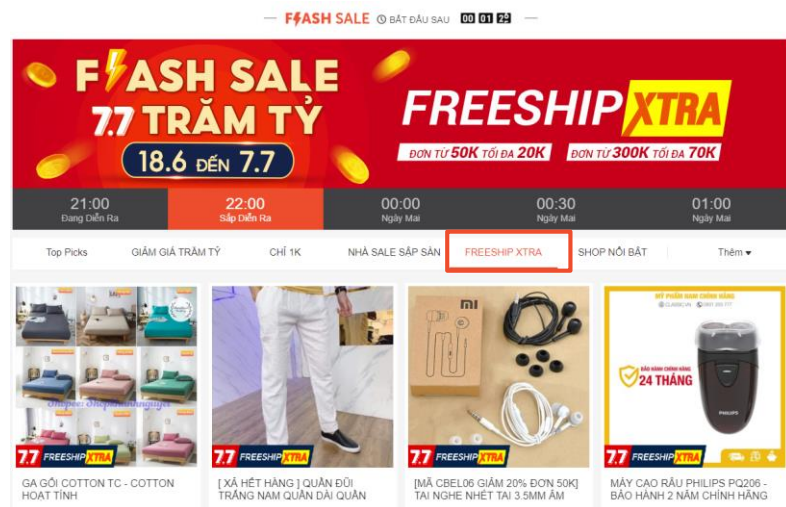 FLASH SALE BẮT ĐẦU SAU 00 01
FLASH SALE
7.7 TRĂM TỶ
18.6 ĐẾN 7.7
FREESHIP XTRA
ĐƠN TỪ 50K TỐI ĐA 20K
ĐƠN TỪ 300K TỐI ĐA 70K
21:00
Đang Diễn Ra
22:00
Sắp Diễn Ra
00:00
Ngày Mai
00:30
Ngày Mai
01:00
Ngày Mai
Top Picks
GIẢM GIÁ TRĂM TỶ
CHỈ 1K
NHÀ SALE SẬP SÀN
FREESHIP XTRA
SHOP NỔI BẬT
Thêm
7.7 FREESHIP XTRA
GA GỐI COTTON TC - COTTON
HOẠT TÍNH
7.7 FREESHIP XTRA
[ XẢ HẾT HÀNG ] QUẦN ĐŨI
TRẮNG NAM QUẦN DÀI QUẦN
mi
7.7 FREESHIP XTRA
[MÃ CBEL06 GIẢM 20% ĐƠN 50K]
TAI NGHE NHÉT TAI 3.5MM ÂM
MỸ PHẨM NAM CHÍNH HÃNG
BẢO HÀNH CHÍNH HÃNG
24 THÁNG
PHILIPS
7.7 FREESHIP XTRA
MÁY CẠO RÂU PHILIPS PQ206 -
BẢO HÀNH 2 NĂM CHÍNH HÃNG